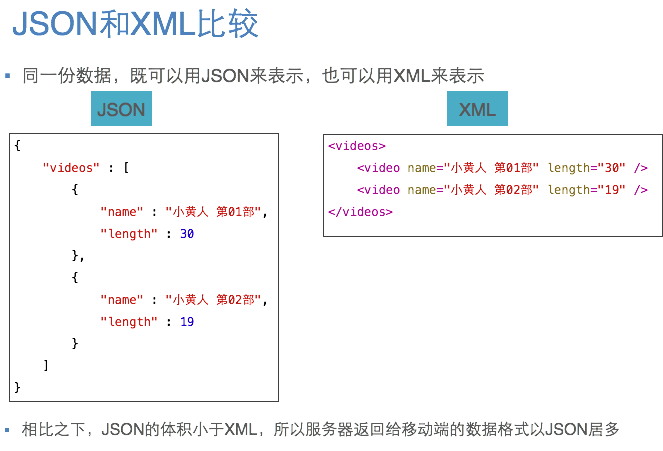 JSON和XML比较
▪ 同一份数据，既可以用JSON来表示，也可以用XML来表示
JSON
{
"videos" : [
{
"name" : "小黄人 第01部",
"length" : 30
},
{
"name" : "小黄人 第02部",
"length" : 19
}
]
}
XML
<videos>
<video name="小黄人 第01部" length="30" />
<video name="小黄人 第02部" length="19" />
</videos>
▪ 相比之下，JSON的体积小于XML，所以服务器返回给移动端的数据格式以JSON居多